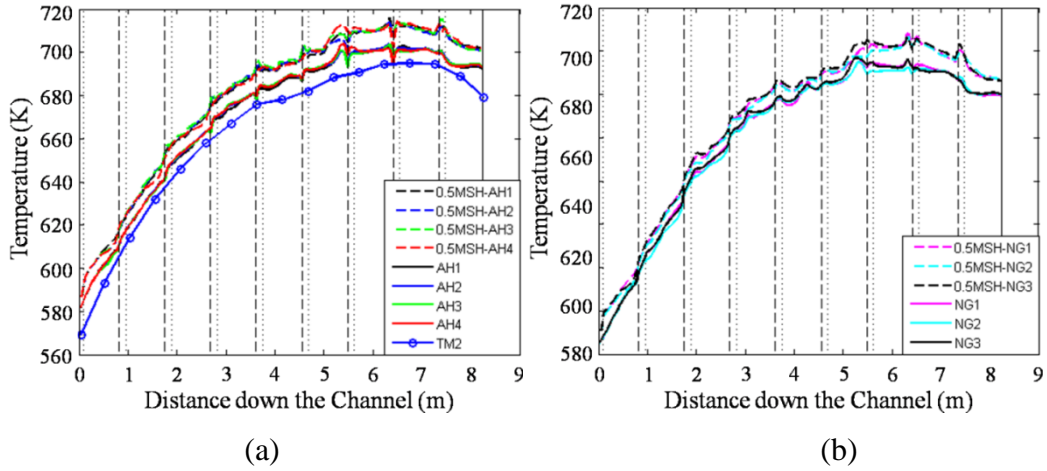 720
700
680
660
640
620
600
580
560
Temperature (K)
0 1 2 3 4 5 6 7 8 9
Distance down the Channel (m)
0.5MSH-AH1
0.5MSH-AH2
0.5MSH-AH3
0.5MSH-AH4
AH1
AH2
AH3
AH4
TM2
(a)
720
700
680
660
640
620
600
580
Temperature (K)
0 1 2 3 4 5 6 7 8 9
Distance down the Channel (m)
0.5MSH-NG1
0.5MSH-NG2
0.5MSH-NG3
NG1
NG2
NG3
(b)